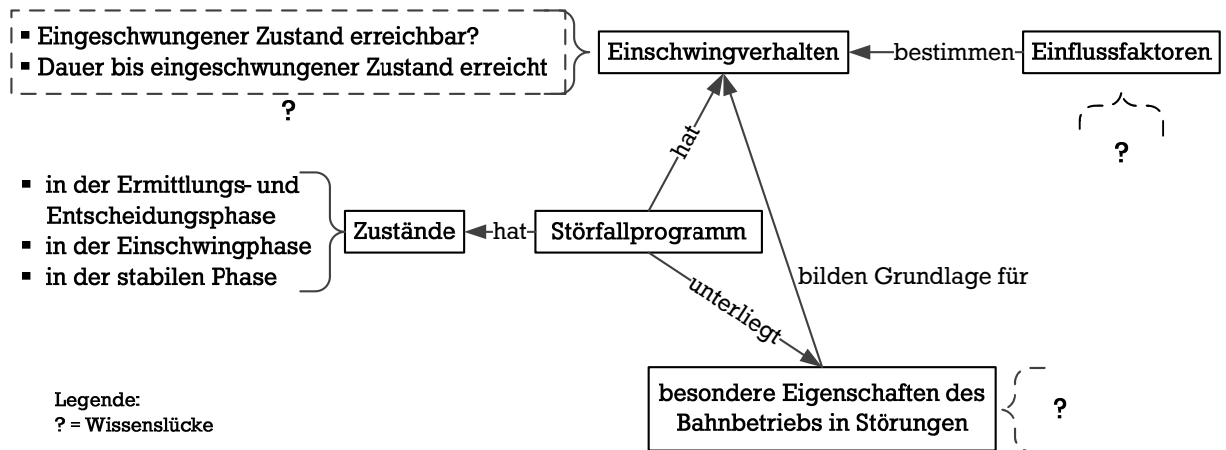 ▪ Eingeschwungener Zustand erreichbar?
▪ Dauer bis eingeschwungener Zustand erreicht
?
Einschwingverhalten
bestimmen
Einflussfaktoren
?
hat
▪ in der Ermittlungs- und
Entscheidungsphase
▪ in der Einschwingphase
▪ in der stabilen Phase
Zustände
hat
Störfallprogramm
unterliegt
bilden Grundlage für
besondere Eigenschaften des
Bahnbetriebs in Störungen
?
Legende:
? = Wissenslücke